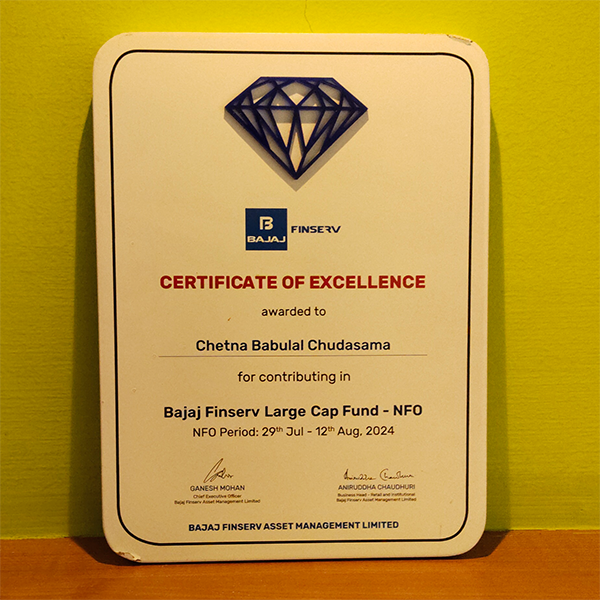 B
BAJAJ FINSERV
CERTIFICATE OF EXCELLENCE
awarded to
Chetna Babulal Chudasama
for contributing in
Bajaj Finserv Large Cap Fund - NFO
NFO Period: 29th Jul - 12th Aug, 2024
GANESH MOHAN
Chief Executive Officer
Bajaj Finserv Asset Management Limited
Aniruddha Chaudhuri
ANIRUDDHA CHAUDHURI
Business Head - Retail and Institutional
Bajaj Finserv Asset Management Limited
BAJAJ FINSERV ASSET MANAGEMENT LIMITED